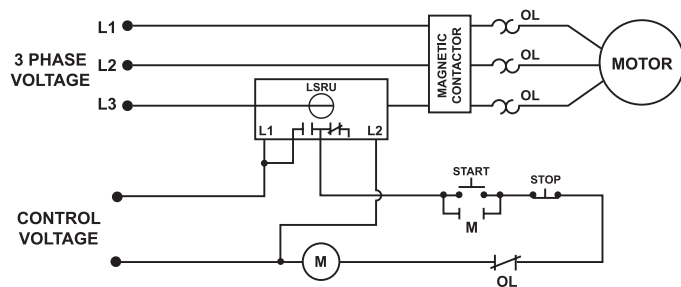 L1
OL
3 PHASE
VOLTAGE
L2
MAGNETIC
CONTACTOR
OL
MOTOR
L3
LSRU
OL
L1
L2
START
STOP
M
CONTROL
VOLTAGE
M
OL